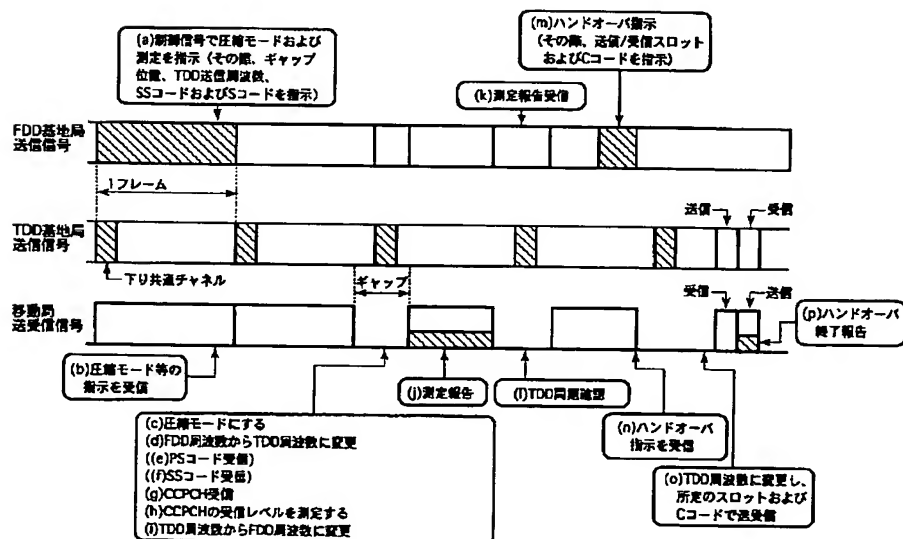 (a)制御信号で圧縮モードおよび
測定を指示（その際、ギャップ
位置、TDD送信周波数、
SSコードおよびSコードを指示）
(m)ハンドオーバ指示
（その際、送信/受信スロット
およびCコードを指示）
(k)測定報告受信
FDD基地局
送信信号
1フレーム
TDD基地局
送信信号
送信
受信
下り共通チャネル
ギャップ
移動局
送受信信号
受信
送信
(p)ハンドオーバ
終了報告
(b)圧縮モード等の
指示を受信
(j)測定報告
(l)TDD同期確認
(c)圧縮モードにする
(d)FDD周波数からTDD周波数に変更
((e)PSコード受信)
((f)SSコード受信)
(g)CCPCH受信
(h)CCPCHの受信レベルを測定する
(i)TDD周波数からFDD周波数に変更
(n)ハンドオーバ
指示を受信
(o)TDD周波数に変更し、
所定のスロットおよび
Cコードで送受信